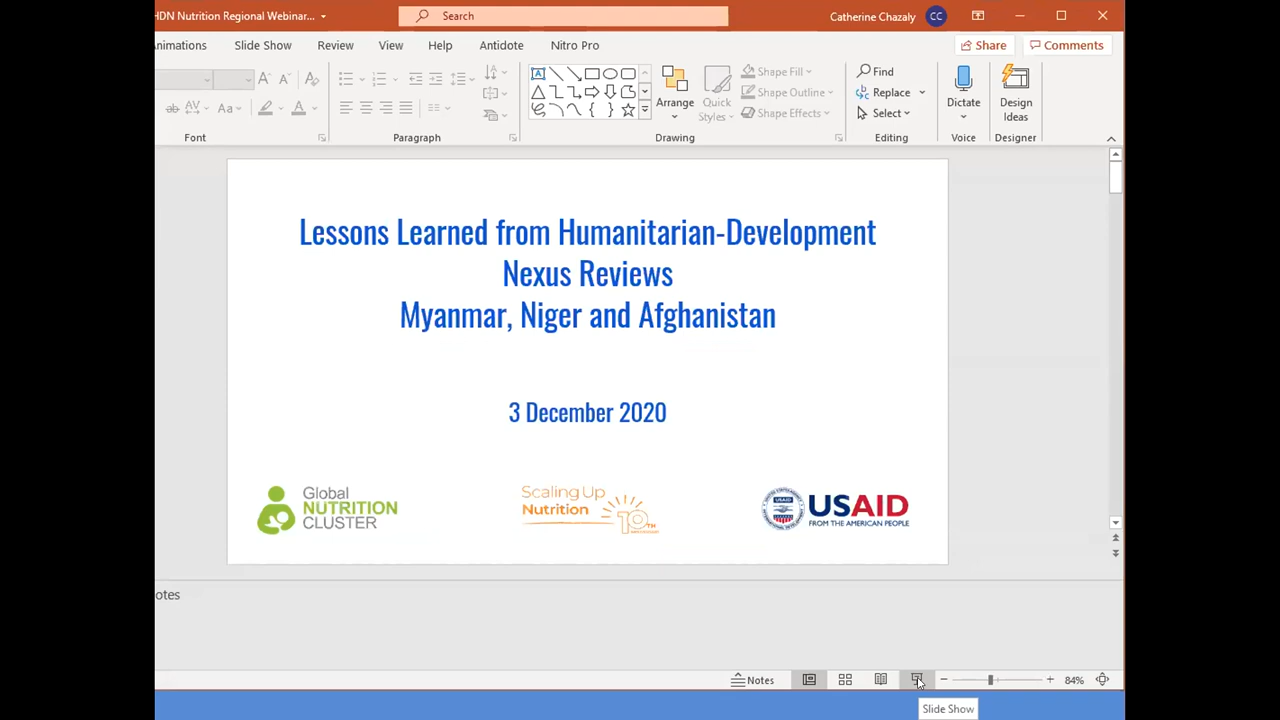 HDN Nutrition Regional Webinar...
Search
Catherine Chazaly
CC
nimations
Slide Show
Review
View
Help
Antidote
Nitro Pro
Share
Comments
Aa
Font
Paragraph
Arrange
Quick
Styles
Shape Fill
Shape Outline
Shape Effects
Drawing
Find
Replace
Select
Editing
Dictate
Voice
Design
Ideas
Designer
Lessons Learned from Humanitarian-Development
Nexus Reviews
Myanmar, Niger and Afghanistan
3 December 2020
Global
NUTRITION
CLUSTER
Scaling Up
Nutrition
10TH
USAID
FROM THE AMERICAN PEOPLE
otes
Notes
84%
Slide Show